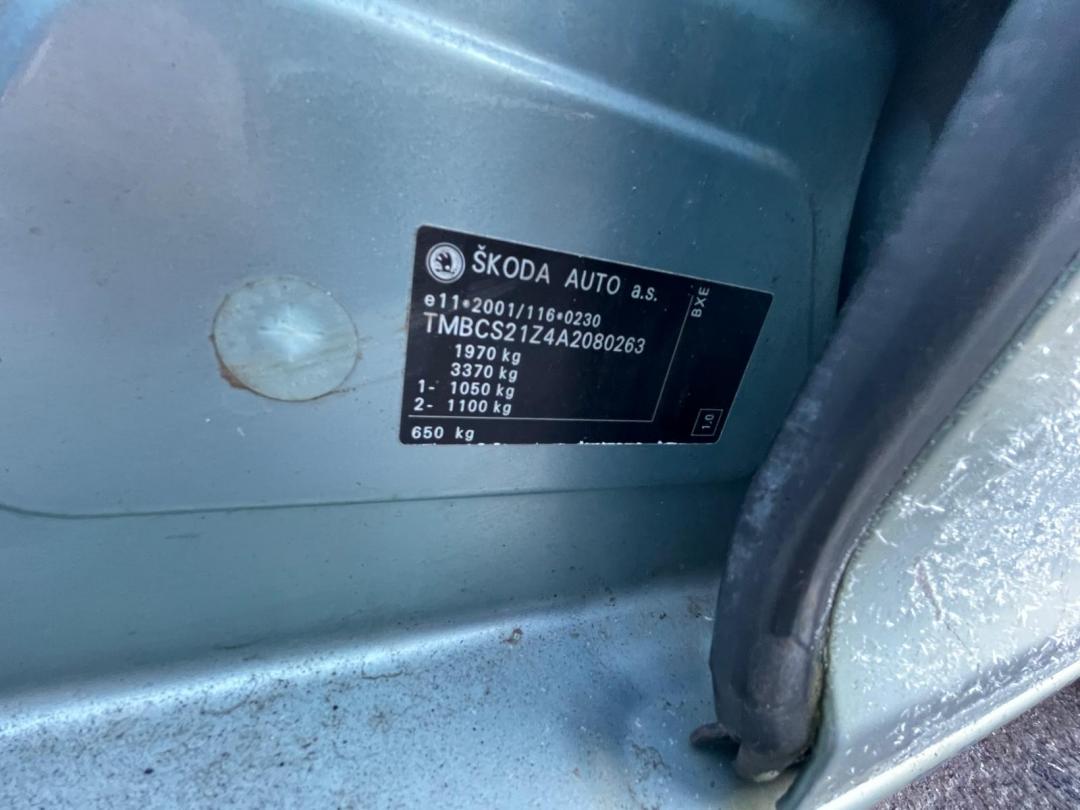 ŠKODA AUTO a.s.
e11*2001/116*0230
TMBCS21Z4A2080263
1970 kg
3370 kg
1- 1050 kg
2- 1100 kg
650 kg
BXE
1.0